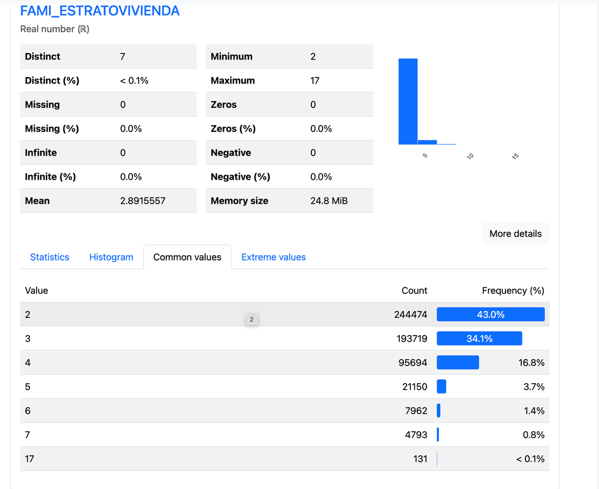 FAMI_ESTRATOVIVIENDA
Real number (ℝ)
Distinct 7 Minimum 2
Distinct (%) < 0.1% Maximum 17
Missing 0 Zeros 0
Missing (%) 0.0% Zeros (%) 0.0%
Infinite 0 Negative 0
Infinite (%) 0.0% Negative (%) 0.0%
Mean 2.8915557 Memory size 24.8 MiB
5 10 15
More details
Statistics Histogram Common values Extreme values
Value Count Frequency (%)
2 244474 43.0%
2
3 193719 34.1%
4 95694 16.8%
5 21150 3.7%
6 7962 1.4%
7 4793 0.8%
17 131 < 0.1%